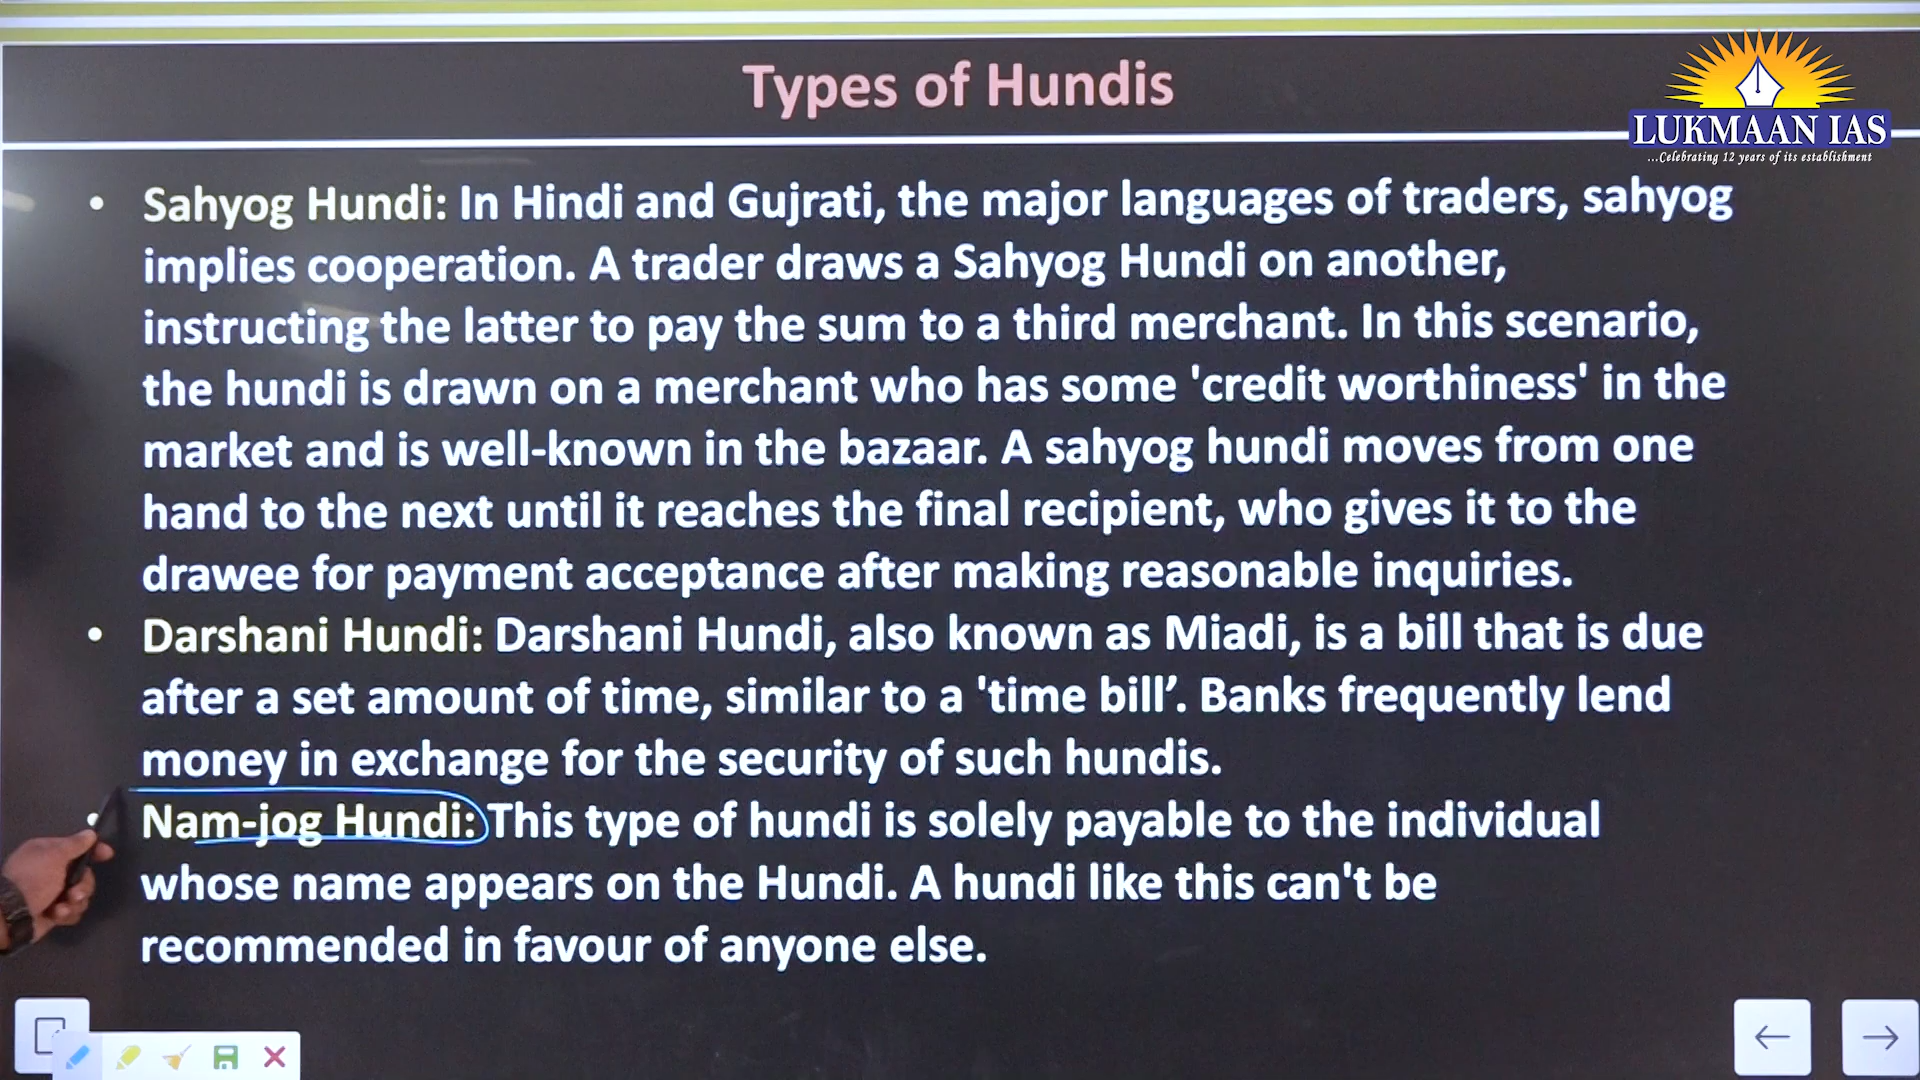 Types of Hundis
LUKMAAN IAS
...Celebrating 12 years of its establishment
• Sahyog Hundi: In Hindi and Gujrati, the major languages of traders, sahyog
implies cooperation. A trader draws a Sahyog Hundi on another,
instructing the latter to pay the sum to a third merchant. In this scenario,
the hundi is drawn on a merchant who has some 'credit worthiness' in the
market and is well-known in the bazaar. A sahyog hundi moves from one
hand to the next until it reaches the final recipient, who gives it to the
drawee for payment acceptance after making reasonable inquiries.
• Darshani Hundi: Darshani Hundi, also known as Miadi, is a bill that is due
after a set amount of time, similar to a 'time bill’. Banks frequently lend
money in exchange for the security of such hundis.
• Nam-jog Hundi: This type of hundi is solely payable to the individual
whose name appears on the Hundi. A hundi like this can't be
recommended in favour of anyone else.